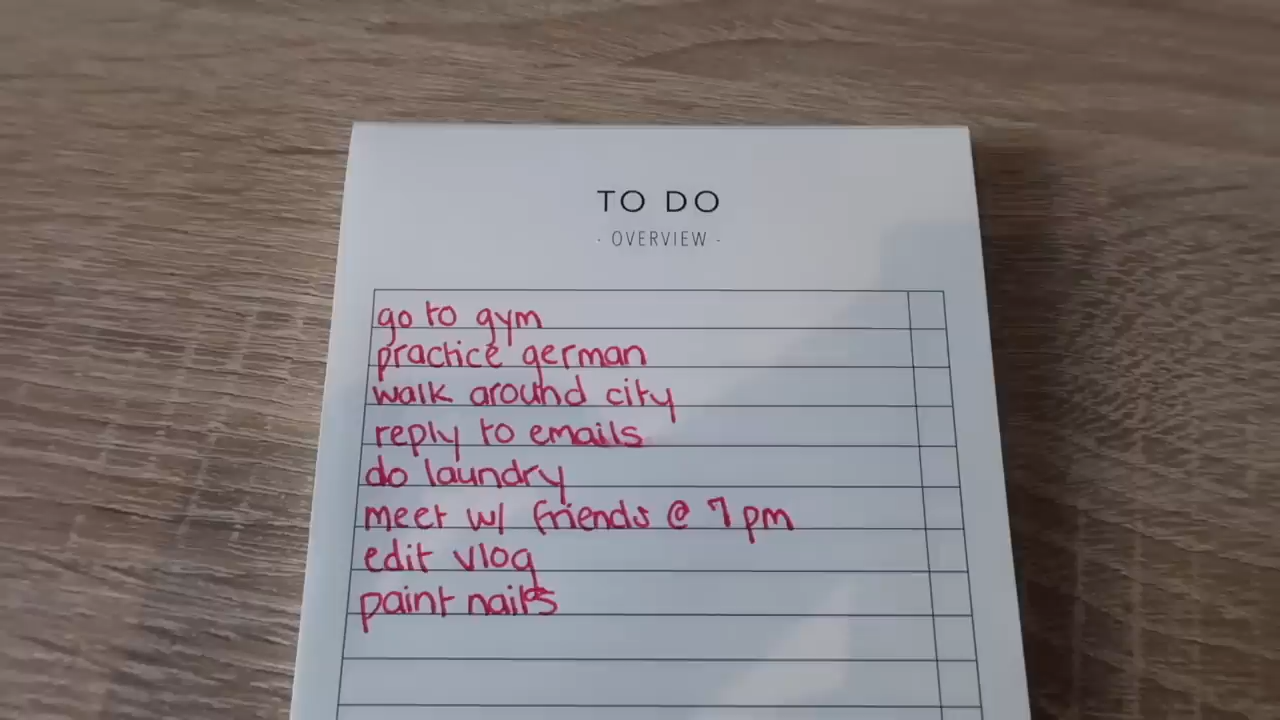 TO DO
· OVERVIEW ·
go to gym
practice german
walk around city
reply to emails
do laundry
meet w/ friends @ 7 pm
edit vlog
paint nails